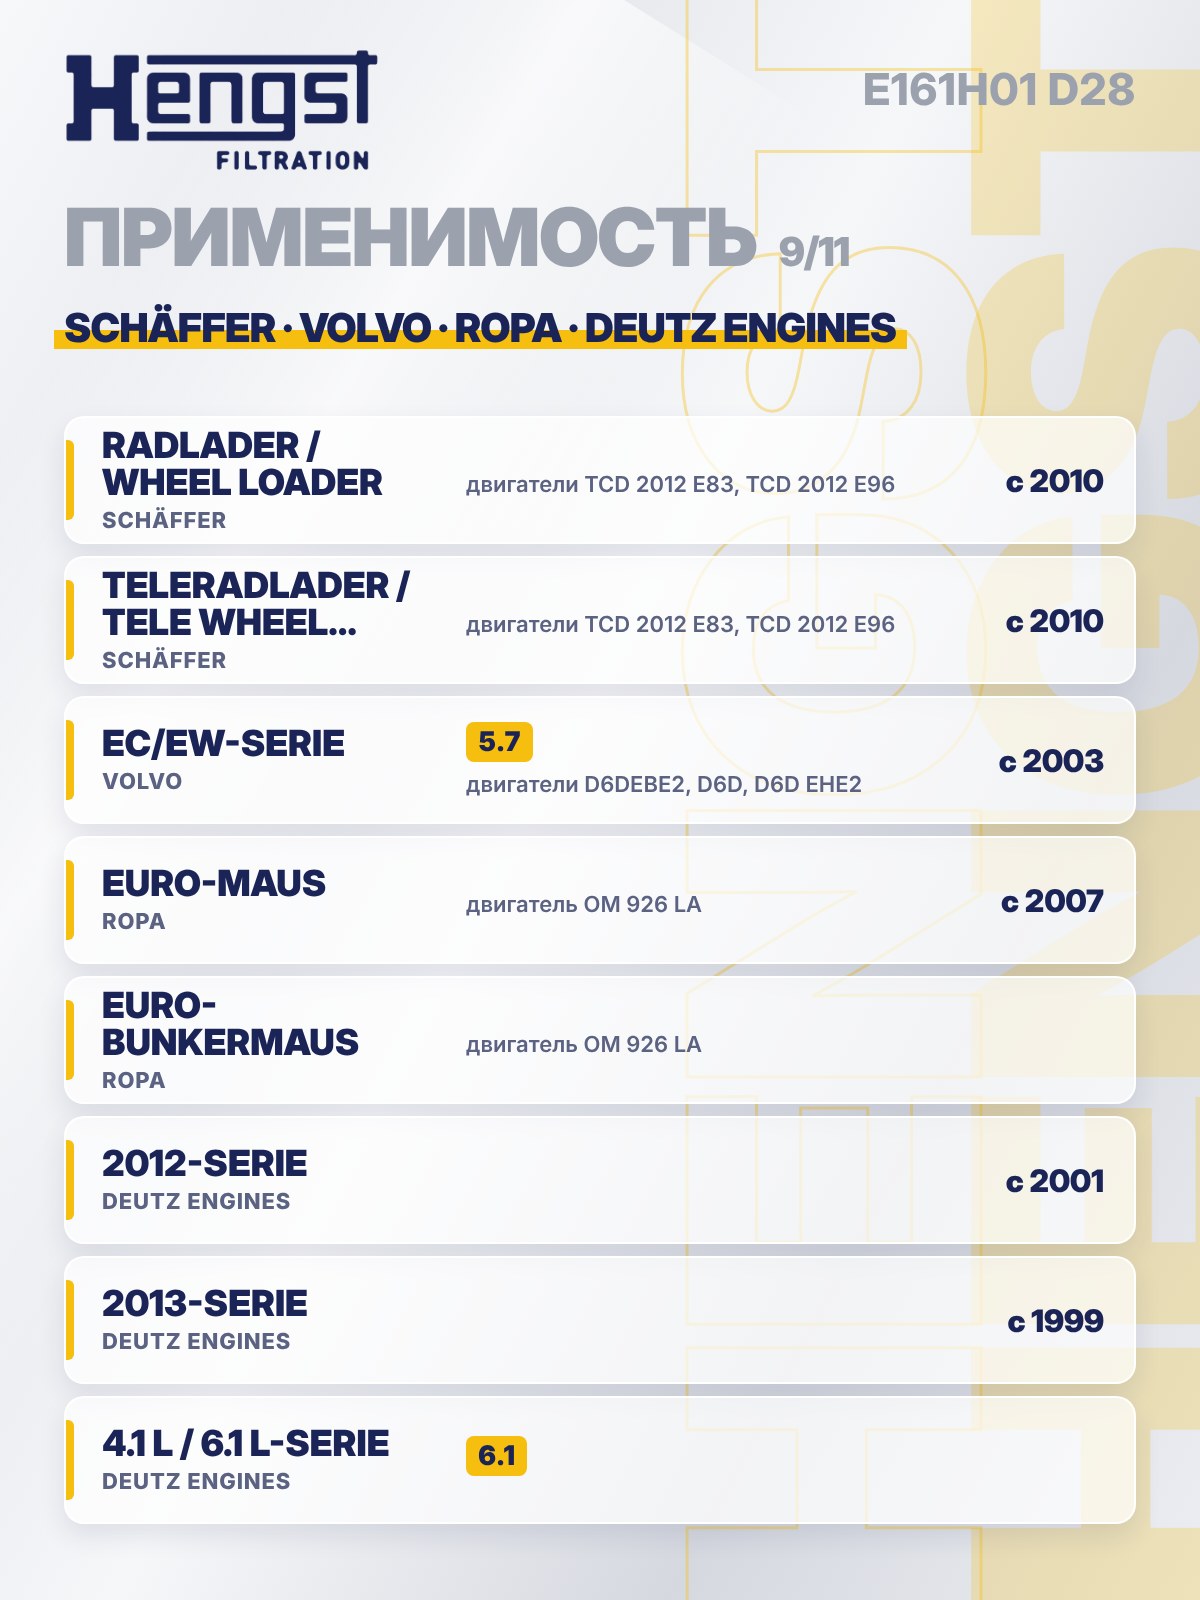 Hengst
FILTRATION
E161H01 D28
ПРИМЕНИМОСТЬ 9/11
SCHÄFFER · VOLVO · ROPA · DEUTZ ENGINES
RADLADER /
WHEEL LOADER
SCHÄFFER
двигатели TCD 2012 E83, TCD 2012 E96
с 2010
TELERADLADER /
TELE WHEEL...
SCHÄFFER
двигатели TCD 2012 E83, TCD 2012 E96
с 2010
EC/EW-SERIE
VOLVO
5.7
двигатели D6DEBE2, D6D, D6D EHE2
с 2003
EURO-MAUS
ROPA
двигатель OM 926 LA
с 2007
EURO-
BUNKERMAUS
ROPA
двигатель OM 926 LA
2012-SERIE
DEUTZ ENGINES
с 2001
2013-SERIE
DEUTZ ENGINES
с 1999
4.1 L / 6.1 L-SERIE
DEUTZ ENGINES
6.1
HENGST
HENGST